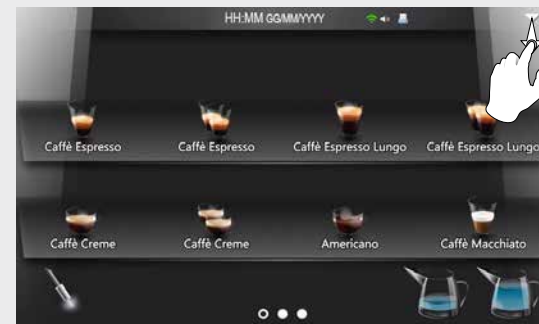 HH:MM GG/MM/YYYY
Caffè Espresso Caffè Espresso Caffè Espresso Lungo Caffè Espresso Lungo
Caffè Creme Caffè Creme Americano Caffè Macchiato